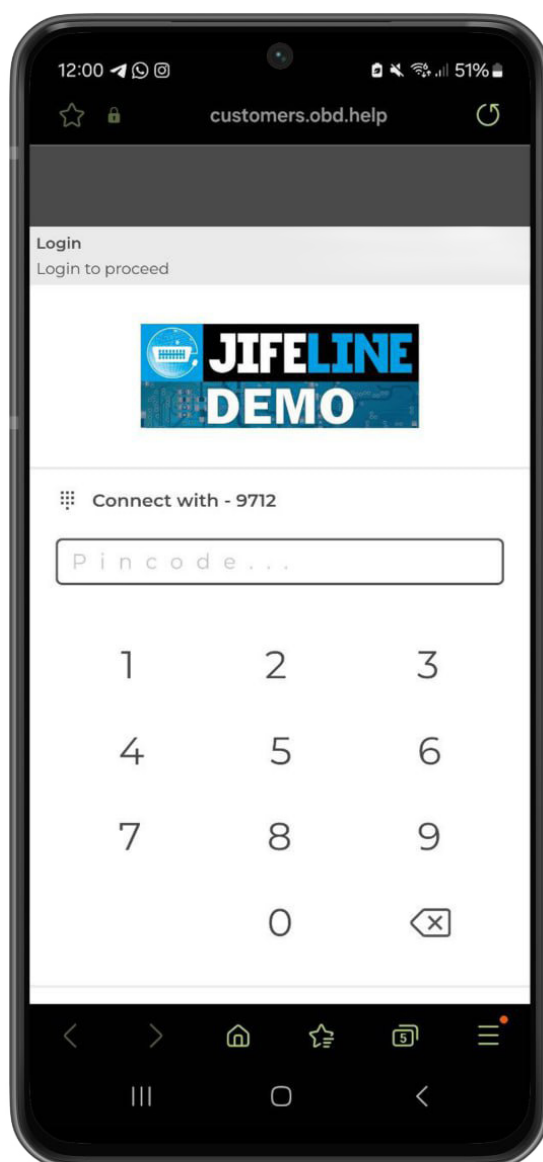 12:00
51%
customers.obd.help
Login
Login to proceed
JIFELINE
DEMO
Connect with - 9712
Pincode...
1 2 3
4 5 6
7 8 9
0
5